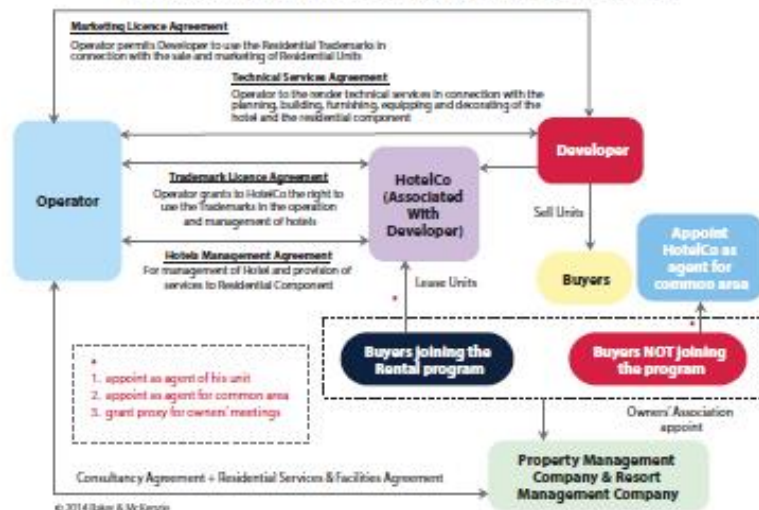 Marketing Licence Agreement
Operator permits Developer to use the Residential Trademarks in
connection with the sale and marketing of Residential Units
Technical Services Agreement
Operator to the render technical services in connection with the
planning, building, furnishing, equipping and decorating of the
hotel and the residential component
Operator
Developer
HotelCo
(Associated
With
Developer)
Trademark Licence Agreement
Operator grants to HotelCo the right to
use the Trademarks in the operation
and management of hotels
Sell Units
Appoint
HotelCo as
agent for
common area
Hotels Management Agreement
For management of Hotel and provision of
services to Residential Component
Lease Units
Buyers
*
*
Buyers joining the
Rental program
Buyers NOT joining
the program
*
1. appoint as agent of his unit
2. appoint as agent for common area
3. grant proxy for owners' meetings
Owners' Association
appoint
Consultancy Agreement + Residential Services & Facilities Agreement
Property Management
Company & Resort
Management Company
© 2014 Baker & McKenzie